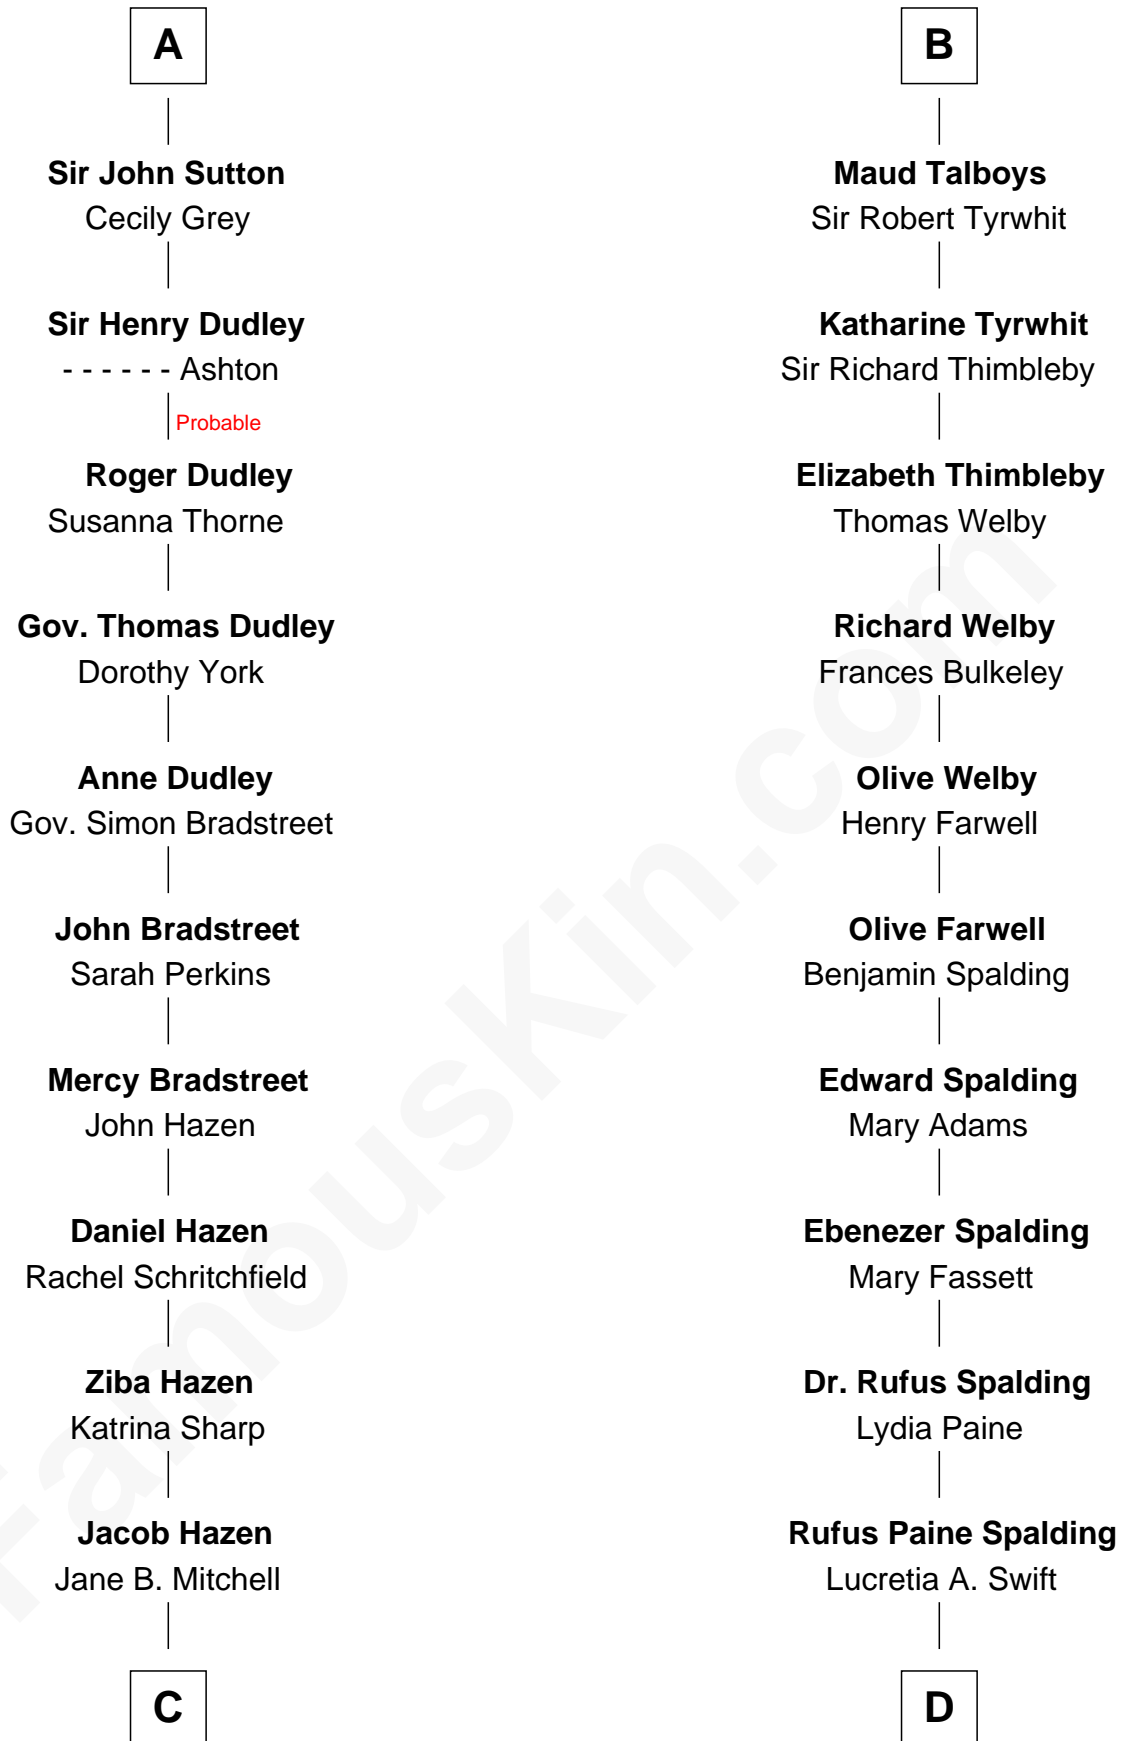 A
Sir John Sutton
Cecily Grey
Sir Henry Dudley
- - - - - - Ashton
Probable
Roger Dudley
Susanna Thorne
Gov. Thomas Dudley
Dorothy York
Anne Dudley
Gov. Simon Bradstreet
John Bradstreet
Sarah Perkins
Mercy Bradstreet
John Hazen
Daniel Hazen
Rachel Schritchfield
Ziba Hazen
Katrina Sharp
Jacob Hazen
Jane B. Mitchell
C
B
Maud Talboys
Sir Robert Tyrwhit
Katharine Tyrwhit
Sir Richard Thimbleby
Elizabeth Thimbleby
Thomas Welby
Richard Welby
Frances Bulkeley
Olive Welby
Henry Farwell
Olive Farwell
Benjamin Spalding
Edward Spalding
Mary Adams
Ebenezer Spalding
Mary Fassett
Dr. Rufus Spalding
Lydia Paine
Rufus Paine Spalding
Lucretia A. Swift
D
FamousKin.com